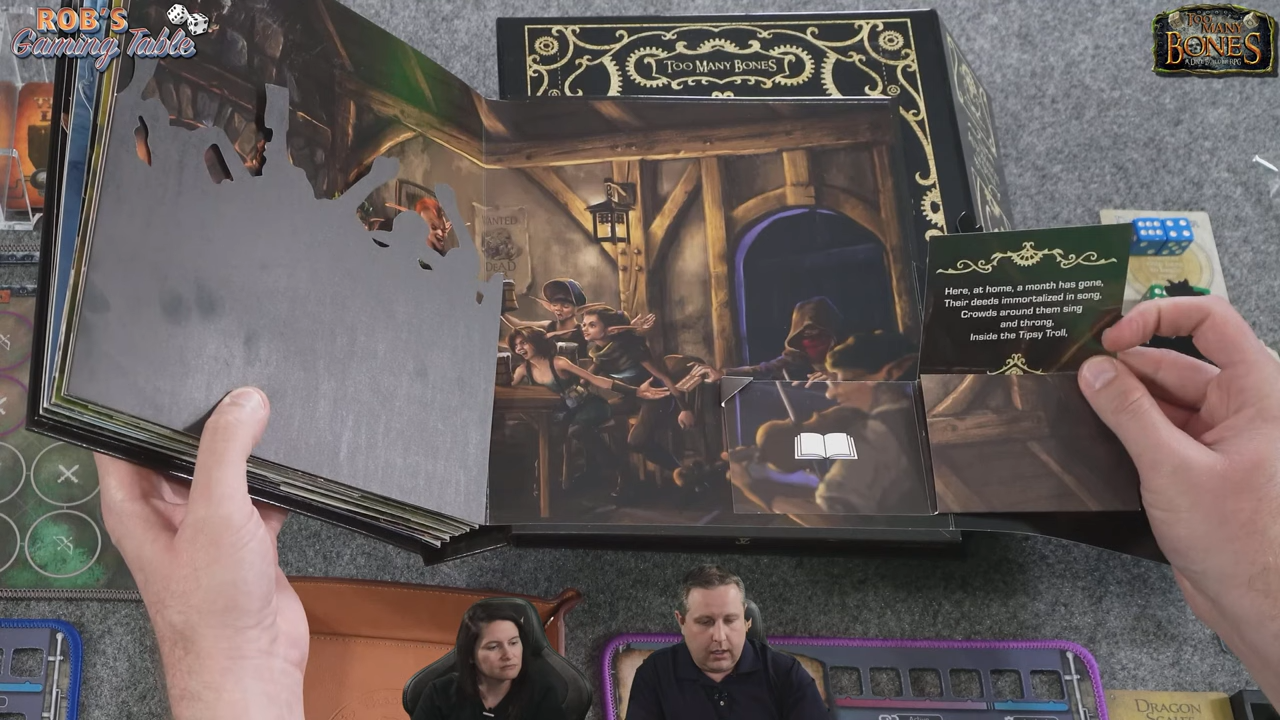 ROB'S
Gaming Table
TOO MANY BONES
TOO MANY
BONES
A DICE-BUILDER RPG
WANTED
DEAD
Here, at home, a month has gone,
Their deeds immortalized in song,
Crowds around them sing
and throng,
Inside the Tipsy Troll,
DRAGON